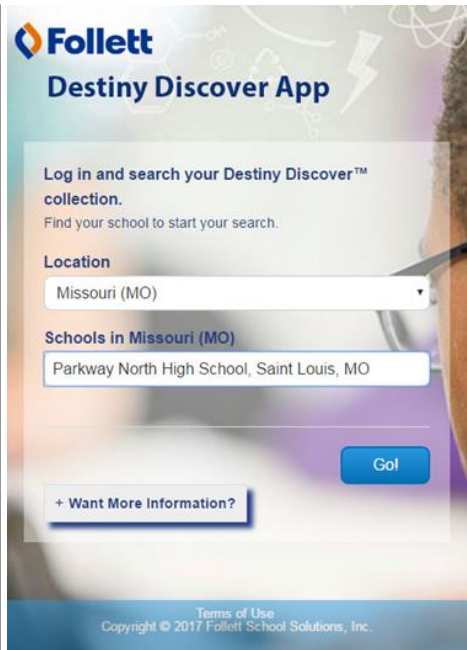 Follett
Destiny Discover App
Log in and search your Destiny Discover™
collection.
Find your school to start your search.
Location
Missouri (MO)
Schools in Missouri (MO)
Parkway North High School, Saint Louis, MO
Go!
+ Want More Information?
Terms of Use
Copyright © 2017 Follett School Solutions, Inc.